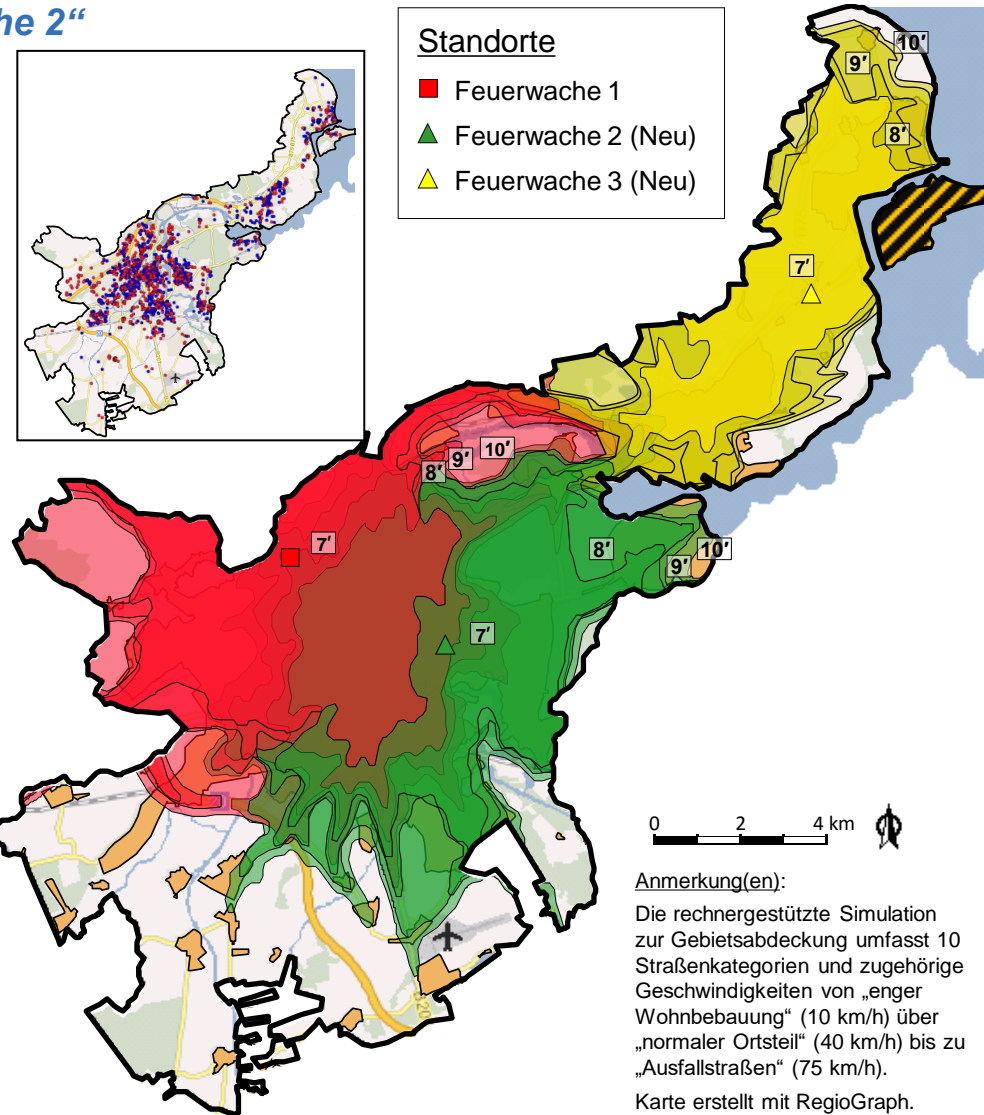 he 2“
Standorte
Feuerwache 1
Feuerwache 2 (Neu)
Feuerwache 3 (Neu)
10′
9′
8′
7′
10′
9′
8′
7′
8′
10′
9′
7′
0 2 4 km
Anmerkung(en):
Die rechnergestützte Simulation
zur Gebietsabdeckung umfasst 10
Straßenkategorien und zugehörige
Geschwindigkeiten von „enger
Wohnbebauung“ (10 km/h) über
„normaler Ortsteil“ (40 km/h) bis zu
„Ausfallstraßen“ (75 km/h).
Karte erstellt mit RegioGraph.